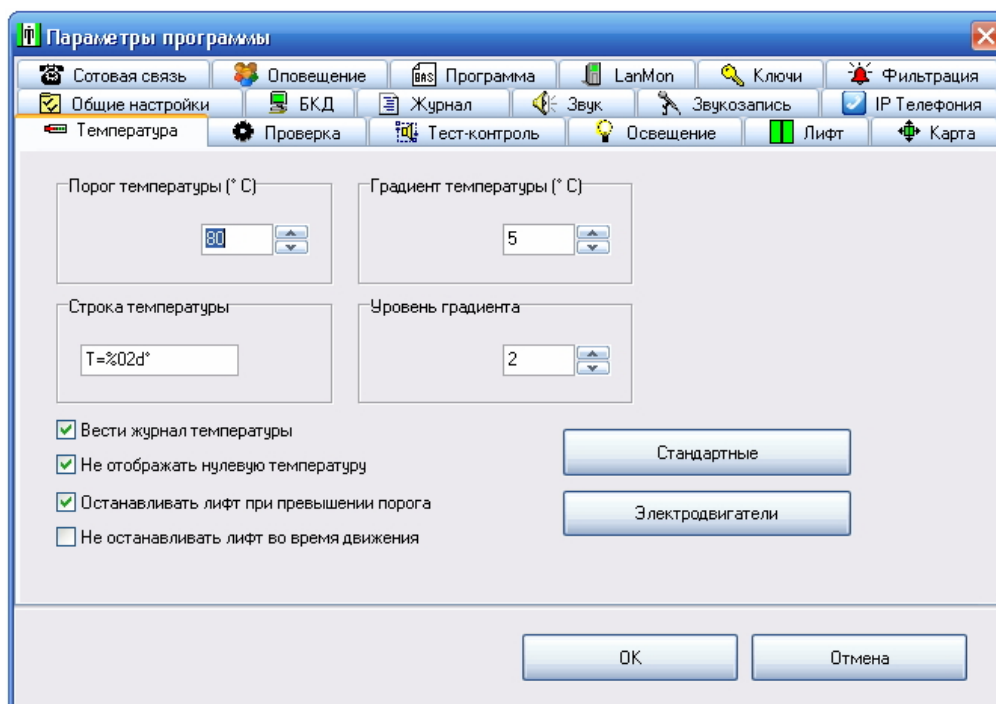 Параметры программы
Сотовая связь Оповещение Программа LanMon Ключи Фильтрация
Общие настройки БКД Журнал Звук Звукозапись IP Телефония
Температура Проверка Тест-контроль Освещение Лифт Карта
Порог температуры (° C) Градиент температуры (° C)
80 5
Строка температуры Уровень градиента
T=%02d° 2
Вести журнал температуры
Не отображать нулевую температуру
Останавливать лифт при превышении порога
Не останавливать лифт во время движения
Стандартные
Электродвигатели
OK Отмена